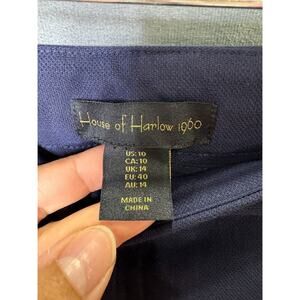 House of Harlow 1960
US:10
CA:10
UK:14
EU:40
AU:14
MADE IN
CHINA